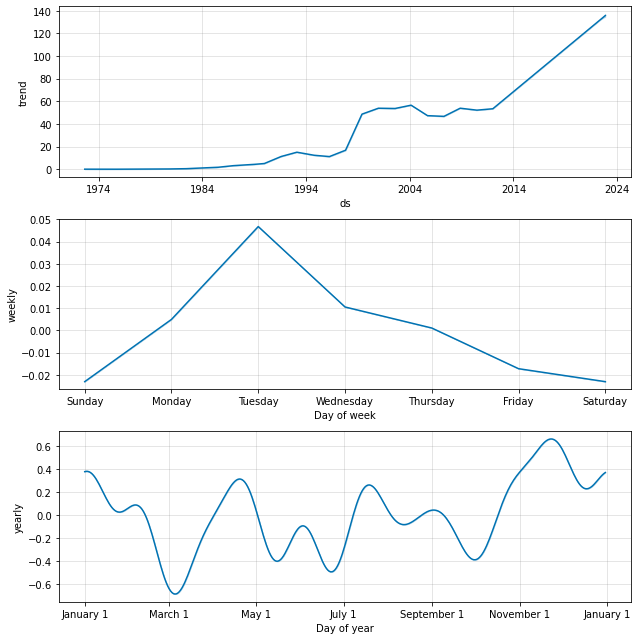 140
120
100
80
60
40
20
0
trend
1974 1984 1994 2004 2014 2024
ds
0.05
0.04
0.03
0.02
0.01
0.00
−0.01
−0.02
weekly
Sunday Monday Tuesday Wednesday Thursday Friday Saturday
Day of week
0.6
0.4
0.2
0.0
−0.2
−0.4
−0.6
yearly
January 1 March 1 May 1 July 1 September 1 November 1 January 1
Day of year